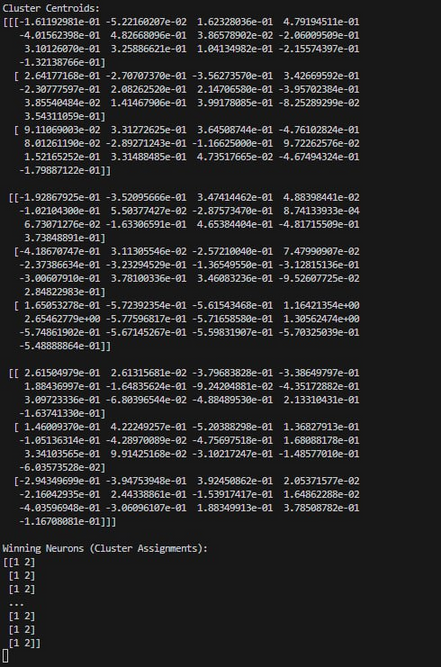 Cluster Centroids:
[[[-1.61192981e-01 -5.22160207e-02  1.62328036e-01  4.79194511e-01
   -4.01562398e-01  4.82668096e-01  3.86578902e-02 -2.06009509e-01
    3.10126070e-01  3.25886621e-01  1.04134982e-01 -2.15574397e-01
   -1.32138766e-01]
  [ 2.64177168e-01 -2.70707370e-01 -3.56273570e-01  3.42669592e-01
   -2.30777597e-01  2.08262520e-01  2.14706580e-01 -3.95702384e-01
    3.85540484e-02  1.41467906e-01  3.99178085e-01 -8.25289299e-02
    3.54311059e-01]
  [ 9.11069003e-02  3.31272625e-01  3.64508744e-01 -4.76102824e-01
    8.01261190e-02 -2.89271243e-01 -1.16625000e-01  9.72262576e-02
    1.52165252e-01  3.31488485e-01  4.73517665e-02 -4.67494324e-01
   -1.79887122e-01]]

 [[-1.92867925e-01 -3.52095666e-01  3.47414462e-01  4.88398441e-02
   -1.02104300e-01  5.50377427e-02 -2.87573470e-01  8.74133933e-04
    6.73071276e-02 -1.63306591e-01  4.65384404e-01 -4.81715509e-01
    3.73848891e-01]
  [-4.18670747e-01  3.11305546e-02 -2.57210040e-01  7.47990907e-02
   -2.37386634e-01 -3.23294529e-01 -1.36549550e-01 -3.12815136e-01
   -3.00607910e-01  3.78100336e-01  3.46083236e-01 -9.52607725e-02
    2.84822983e-01]
  [ 1.65053278e-01 -5.72392354e-01 -5.61543468e-01  1.16421354e+00
    2.65462779e+00 -5.77596817e-01 -5.71658580e-01  1.30562474e+00
   -5.74861902e-01 -5.67145267e-01 -5.59831907e-01 -5.70325039e-01
   -5.48888864e-01]]

 [[ 2.61504979e-01  2.61315681e-02 -3.79683828e-01 -3.38649797e-01
    1.88436997e-01 -1.64835624e-01 -9.24204881e-02 -4.35172882e-01
    3.09723336e-01 -6.80396544e-02 -4.88489530e-01  2.13310431e-01
   -1.63741330e-01]
  [ 1.46009370e-01  4.22249257e-01 -5.20388298e-01  1.36827913e-01
   -1.05136314e-01 -4.28970089e-02 -4.75697518e-01  1.68088178e-01
    3.34103565e-01  9.91425168e-02 -3.10217247e-01 -1.48577010e-01
   -6.03573528e-02]
  [-2.94349699e-01 -3.94753948e-01  3.92450862e-01  2.05371577e-02
   -2.16042935e-01  2.44338861e-01 -1.53917417e-01  1.64862288e-02
   -4.03596948e-01 -3.06096107e-01  1.88349913e-01  3.78508782e-01
   -1.16708081e-01]]]

Winning Neurons (Cluster Assignments):
[[1 2]
 [1 2]
 [1 2]
 ...
 [1 2]
 [1 2]
 [1 2]]